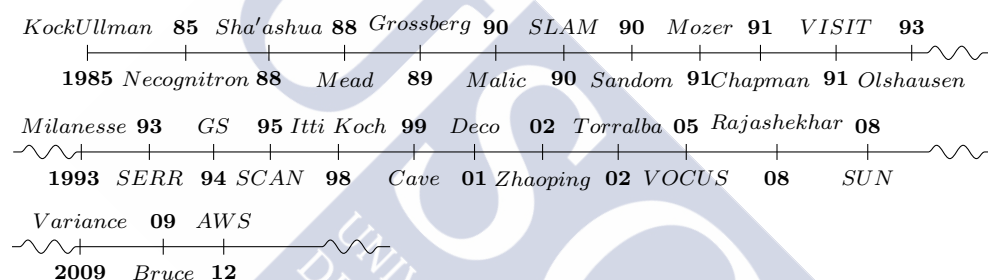 KockUllman 85 Sha'ashua 88 Grossberg 90 SLAM 90 Mozer 91 VISIT 93
1985 Necognitron 88 Mead 89 Malic 90 Sandom 91 Chapman 91 Olshausen
Milanesse 93 GS 95 Itti Koch 99 Deco 02 Torralba 05 Rajashekhar 08
1993 SERR 94 SCAN 98 Cave 01 Zhaoping 02 VOCUS 08 SUN
Variance 09 AWS
2009 Bruce 12